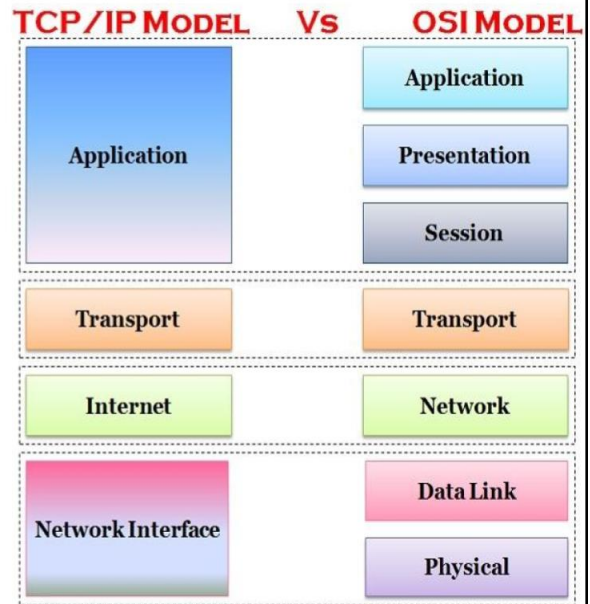 TCP/IP MODEL Vs OSI MODEL
Application
Application
Presentation
Session
Transport
Transport
Internet
Network
Network Interface
Data Link
Physical